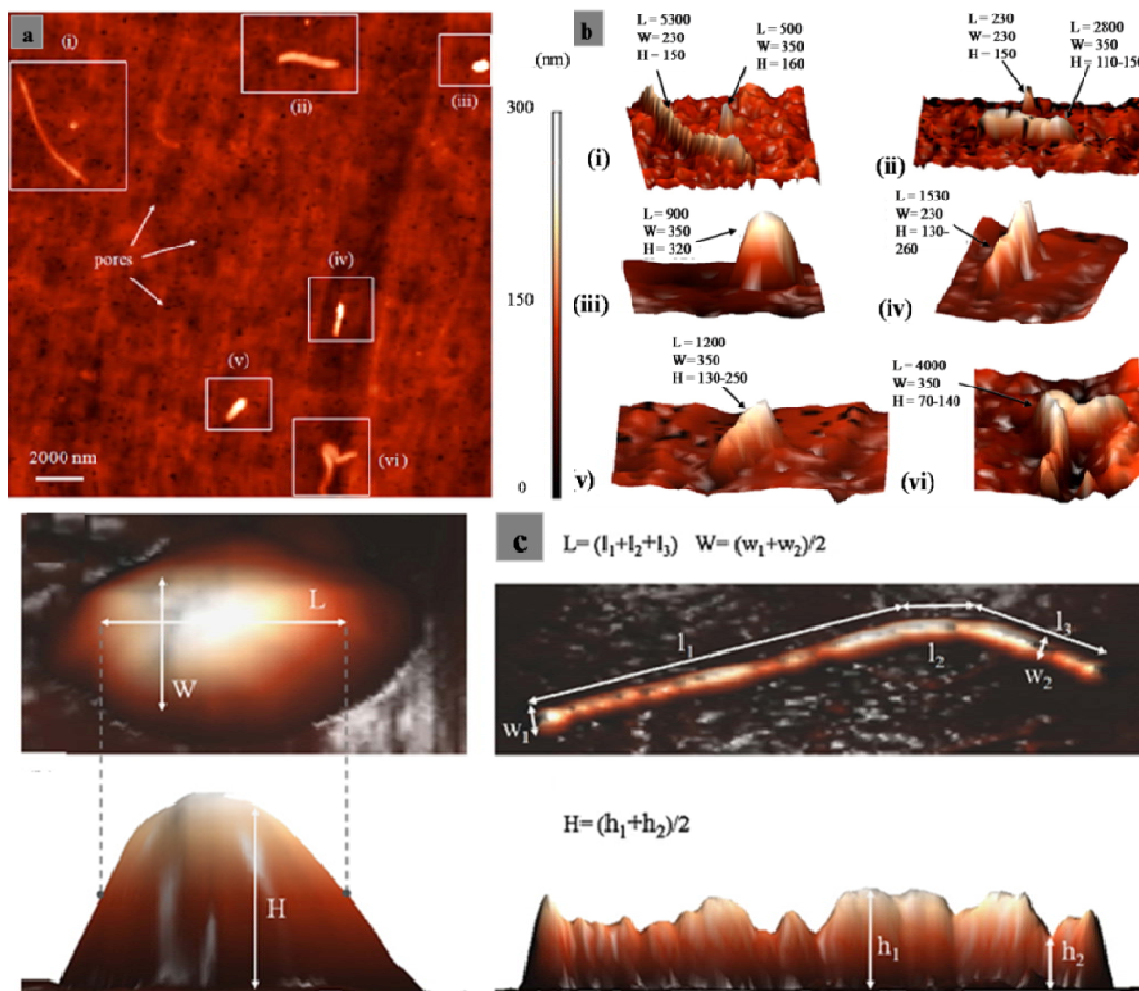 a
(i)
(ii)
(iii)
pores
(iv)
(v)
(vi)
2000 nm
(nm)
300
150
0
b
L = 5300
W= 230
H = 150
L = 500
W= 350
H = 160
(i)
L = 230
W= 230
H = 150
L = 2800
W= 350
H = 110-150
(ii)
L = 900
W= 350
H = 320
(iii)
L = 1530
W= 230
H = 130-
260
(iv)
L = 1200
W= 350
H = 130-250
v)
L= 4000
W= 350
H = 70-140
(vi)
L
W
H
c
L= (l₁+l₂+l₃) W= (w₁+w₂)/2
l₁
l₂
l₃
w₁
w₂
H= (h₁+h₂)/2
h₁
h₂